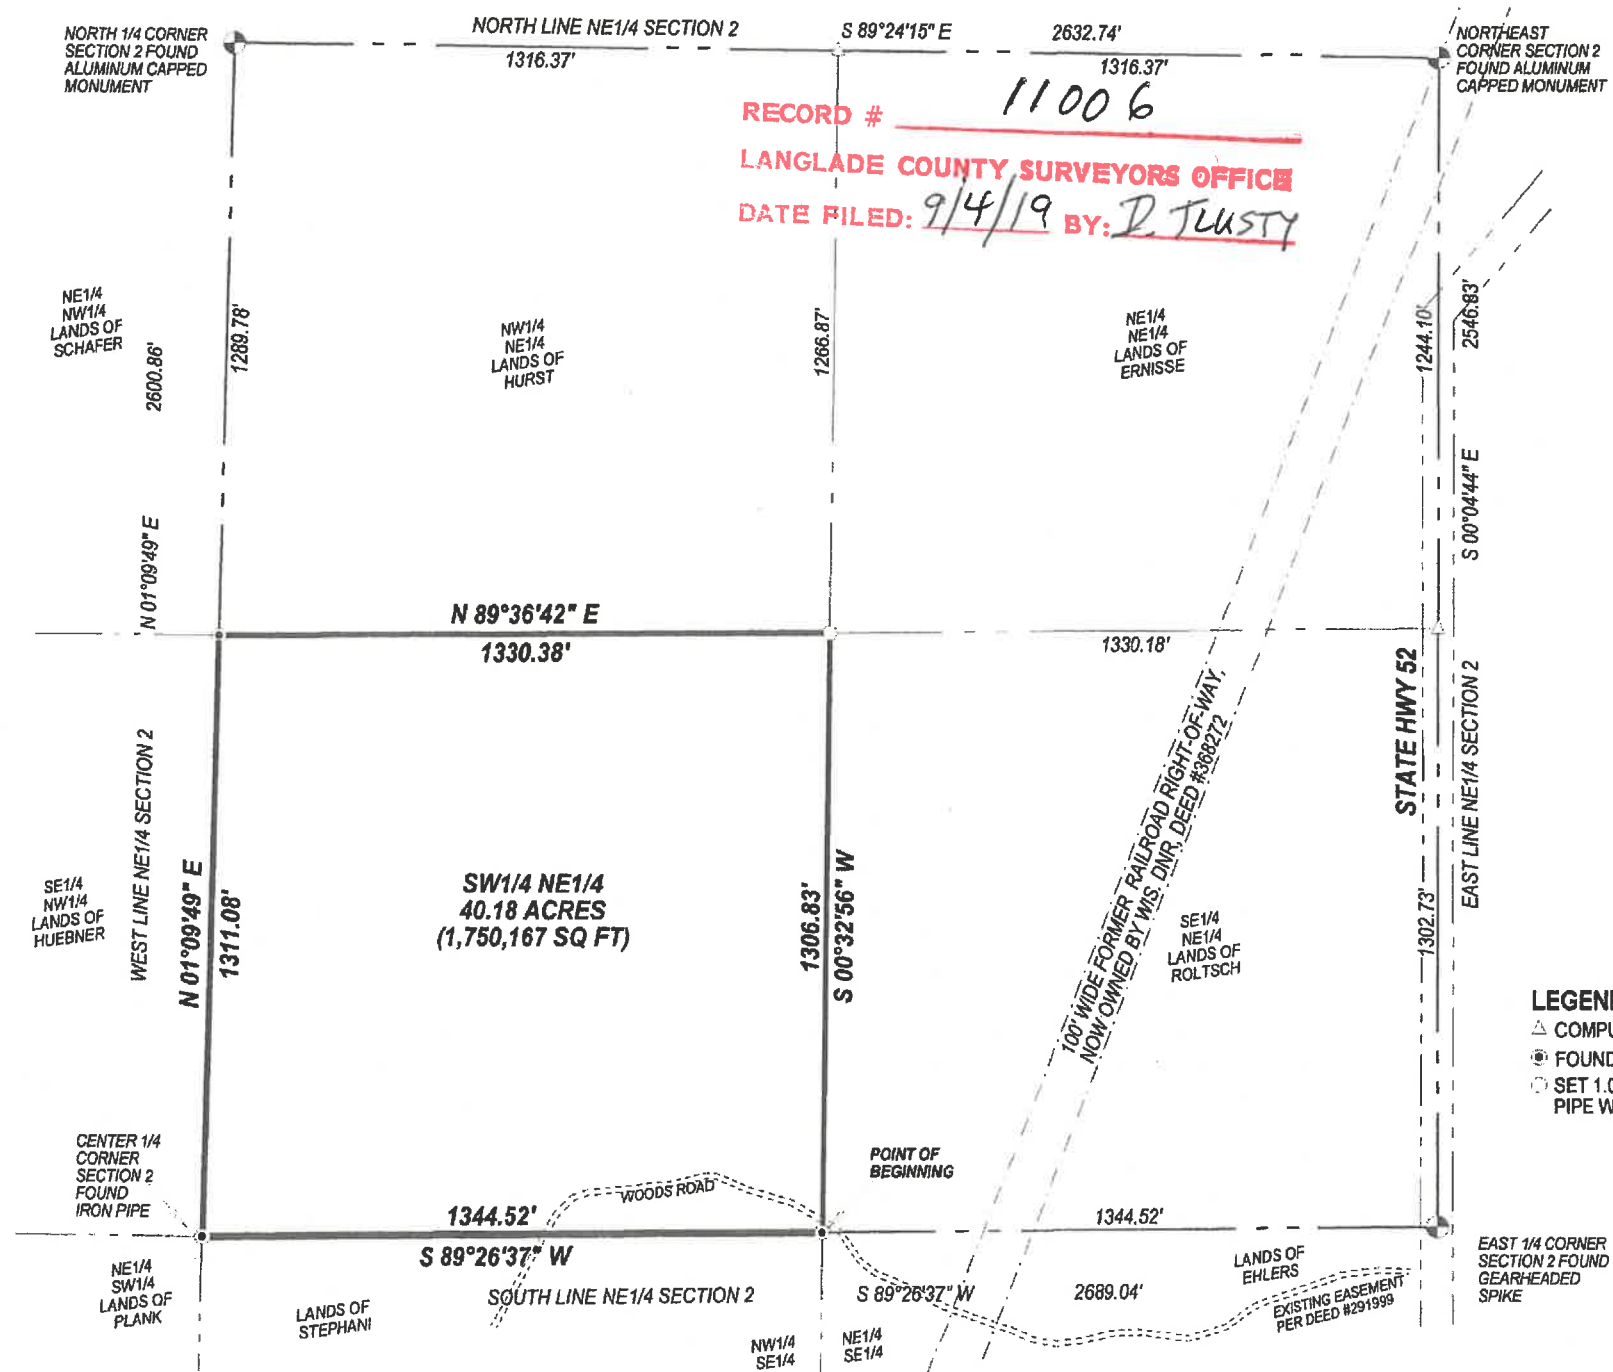 NORTH 1/4 CORNER
SECTION 2 FOUND
ALUMINUM CAPPED
MONUMENT
NORTH LINE NE1/4 SECTION 2
S 89°24'15" E
2632.74'
1316.37'
1316.37'
NORTHEAST
CORNER SECTION 2
FOUND ALUMINUM
CAPPED MONUMENT
RECORD # 11006
LANGLADE COUNTY SURVEYORS OFFICE
DATE FILED: 9/4/19 BY: D. TLUSTY
NE1/4
NW1/4
LANDS OF
SCHAFER
2600.86'
1289.78'
NW1/4
NE1/4
LANDS OF
HURST
1266.87'
NE1/4
NE1/4
LANDS OF
ERNISSE
1244.10'
2546.83'
N 01°09'49" E
S 00°04'44" E
N 89°36'42" E
1330.38'
1330.18'
WEST LINE NE1/4 SECTION 2
N 01°09'49" E
1311.08'
SW1/4 NE1/4
40.18 ACRES
(1,750,167 SQ FT)
1306.83'
S 00°32'56" W
100' WIDE FORMER RAILROAD RIGHT-OF-WAY,
NOW OWNED BY WIS. DNR, DEED #368272
STATE HWY 52
EAST LINE NE1/4 SECTION 2
SE1/4
NW1/4
LANDS OF
HUEBNER
SE1/4
NE1/4
LANDS OF
ROLTSCH
1302.73'
LEGEN
COMPU
FOUND
SET 1.0
PIPE W
CENTER 1/4
CORNER
SECTION 2
FOUND
IRON PIPE
POINT OF
BEGINNING
WOODS ROAD
1344.52'
S 89°26'37" W
1344.52'
SOUTH LINE NE1/4 SECTION 2
S 89°26'37" W
2689.04'
NE1/4
SW1/4
LANDS OF
PLANK
LANDS OF
STEPHANI
LANDS OF
EHLERS
EXISTING EASEMENT
PER DEED #291999
EAST 1/4 CORNER
SECTION 2 FOUND
GEARHEADED
SPIKE
NW1/4
SE1/4
NE1/4
SE1/4